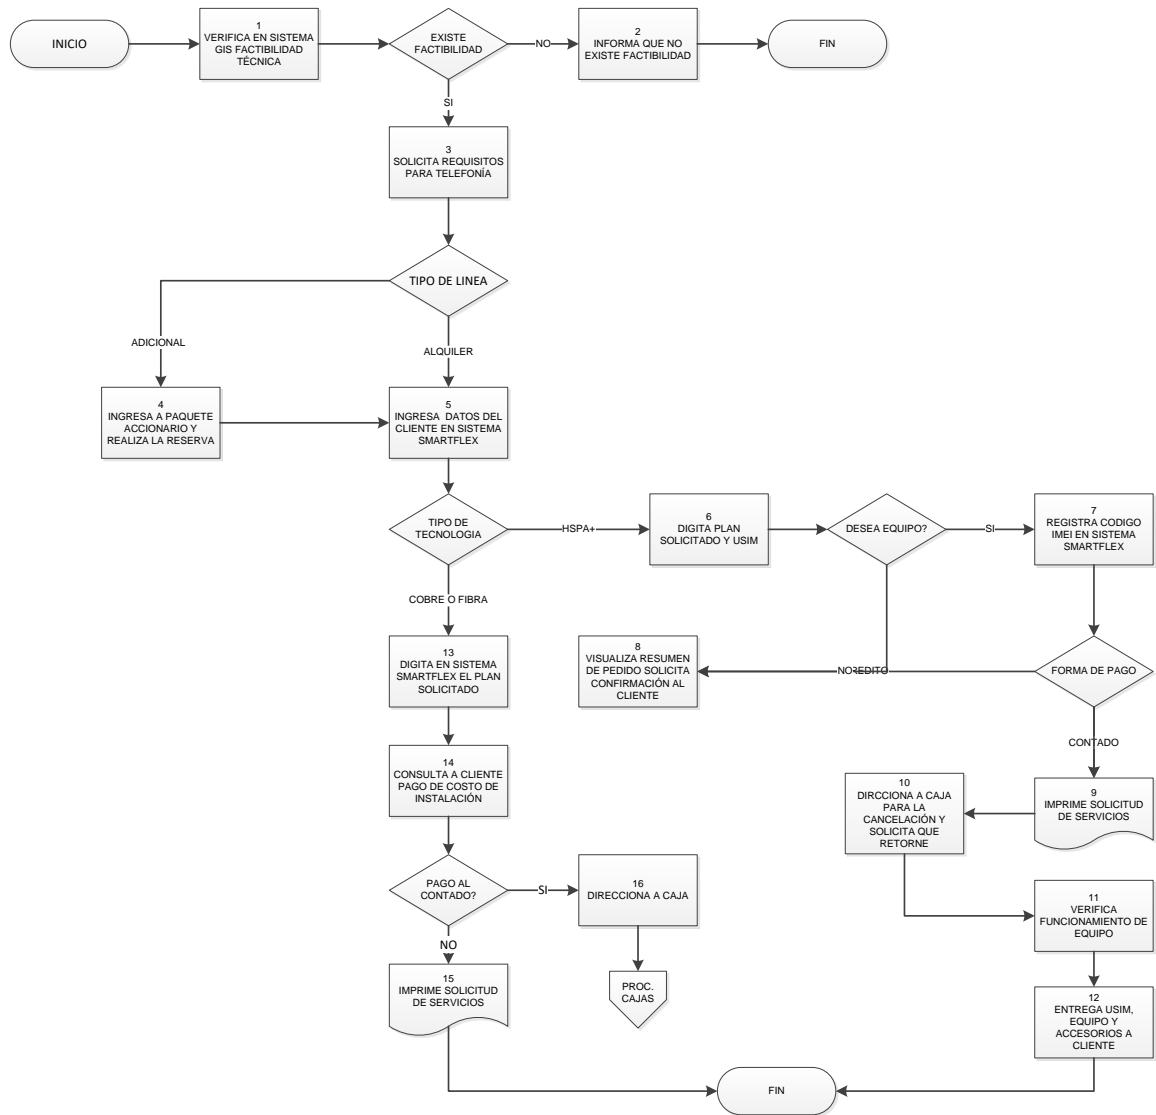 INICIO
1
VERIFICA EN SISTEMA
GIS FACTIBILIDAD
TÉCNICA
EXISTE
FACTIBILIDAD
NO
2
INFORMA QUE NO
EXISTE FACTIBILIDAD
FIN
SI
3
SOLICITA REQUISITOS
PARA TELEFONÍA
TIPO DE LINEA
ADICIONAL
ALQUILER
4
INGRESA A PAQUETE
ACCIONARIO Y
REALIZA LA RESERVA
5
INGRESA DATOS DEL
CLIENTE EN SISTEMA
SMARTFLEX
TIPO DE
TECNOLOGIA
HSPA+
6
DIGITA PLAN
SOLICITADO Y USIM
DESEA EQUIPO?
SI
7
REGISTRA CODIGO
IMEI EN SISTEMA
SMARTFLEX
COBRE O FIBRA
13
DIGITA EN SISTEMA
SMARTFLEX EL PLAN
SOLICITADO
8
VISUALIZA RESUMEN
DE PEDIDO SOLICITA
CONFIRMACIÓN AL
CLIENTE
NO
FORMA DE PAGO
CONTADO
14
CONSULTA A CLIENTE
PAGO DE COSTO DE
INSTALACIÓN
10
DIRCCIONA A CAJA
PARA LA
CANCELACIÓN Y
SOLICITA QUE
RETORNE
9
IMPRIME SOLICITUD
DE SERVICIOS
PAGO AL
CONTADO?
SI
16
DIRECCIONA A CAJA
11
VERIFICA
FUNCIONAMIENTO DE
EQUIPO
NO
15
IMPRIME SOLICITUD
DE SERVICIOS
PROC.
CAJAS
12
ENTREGA USIM,
EQUIPO Y
ACCESORIOS A
CLIENTE
FIN